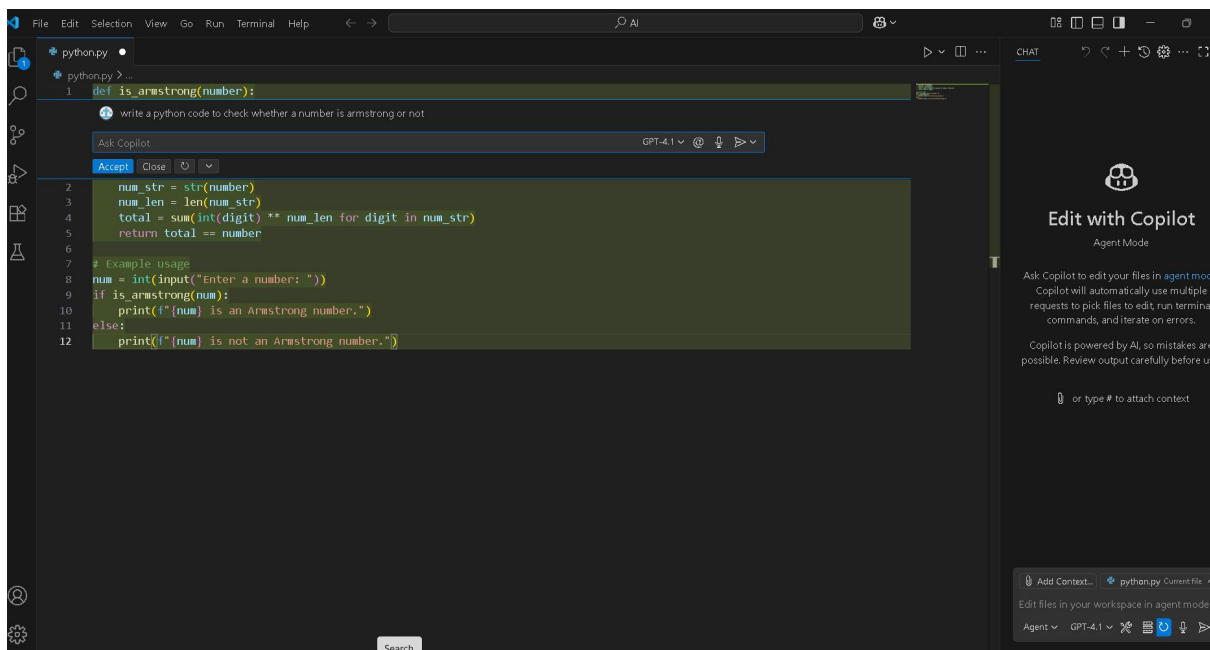 File Edit Selection View Go Run Terminal Help
AI
python.py
python.py > ...
1 def is_armstrong(number):
write a python code to check whether a number is armstrong or not
Ask Copilot GPT-4.1 @
Accept Close
2 num_str = str(number)
3 num_len = len(num_str)
4 total = sum(int(digit) ** num_len for digit in num_str)
5 return total == number
6
7 # Example usage
8 num = int(input("Enter a number: "))
9 if is_armstrong(num):
10 print(f"{num} is an Armstrong number.")
11 else:
12 print(f"{num} is not an Armstrong number.")
1
CHAT
Edit with Copilot
Agent Mode
Ask Copilot to edit your files in agent mod
Copilot will automatically use multiple
requests to pick files to edit, run termina
commands, and iterate on errors.
Copilot is powered by AI, so mistakes are
possible. Review output carefully before u
or type # to attach context
Add Context... python.py Current file
Edit files in your workspace in agent mode
Agent GPT-4.1
Search